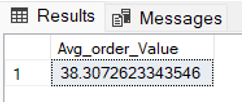 Results Messages
Avg_order_Value
1 38.3072623343546